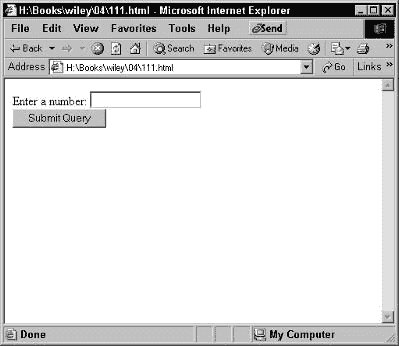 H:\Books\wiley\04\111.html - Microsoft Internet Explorer
File Edit View Favorites Tools Help Send
Back Search Favorites Media »
Address H:\Books\wiley\04\111.html Go Links »
Enter a number:
Submit Query
Done My Computer